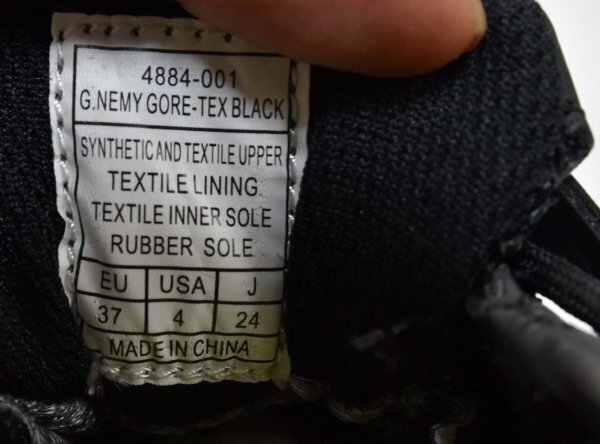 4884-001
G.NEMY GORE-TEX BLACK
SYNTHETIC AND TEXTILE UPPER
TEXTILE LINING
TEXTILE INNER SOLE
RUBBER SOLE
EU USA J
37 4 24
MADE IN CHINA